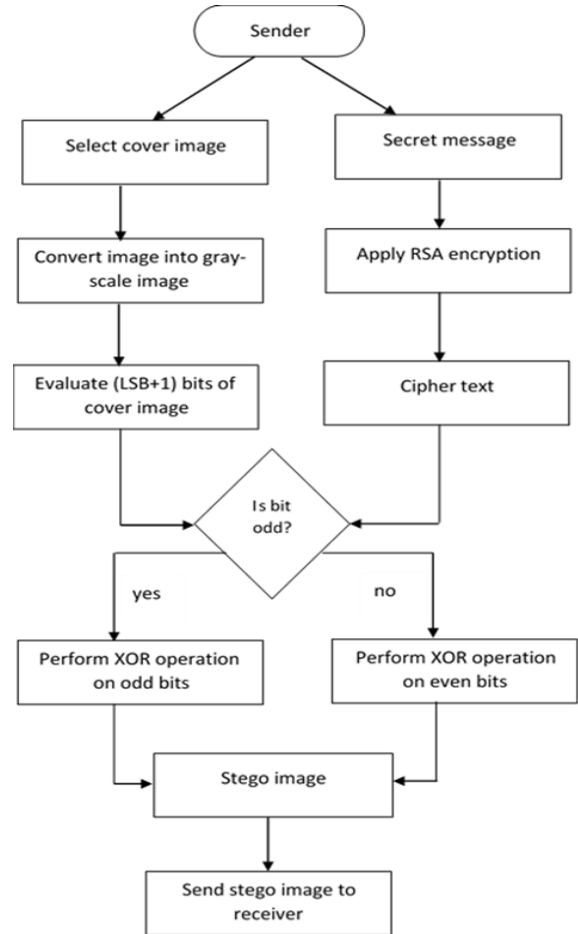 Sender
Select cover image
Secret message
Convert image into gray-
scale image
Apply RSA encryption
Evaluate (LSB+1) bits of
cover image
Cipher text
Is bit
odd?
yes
no
Perform XOR operation
on odd bits
Perform XOR operation
on even bits
Stego image
Send stego image to
receiver